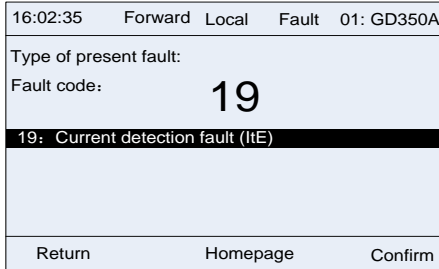 16:02:35 Forward Local Fault 01: GD350A
Type of present fault:
Fault code：
19
19：Current detection fault (ItE)
Return Homepage Confirm